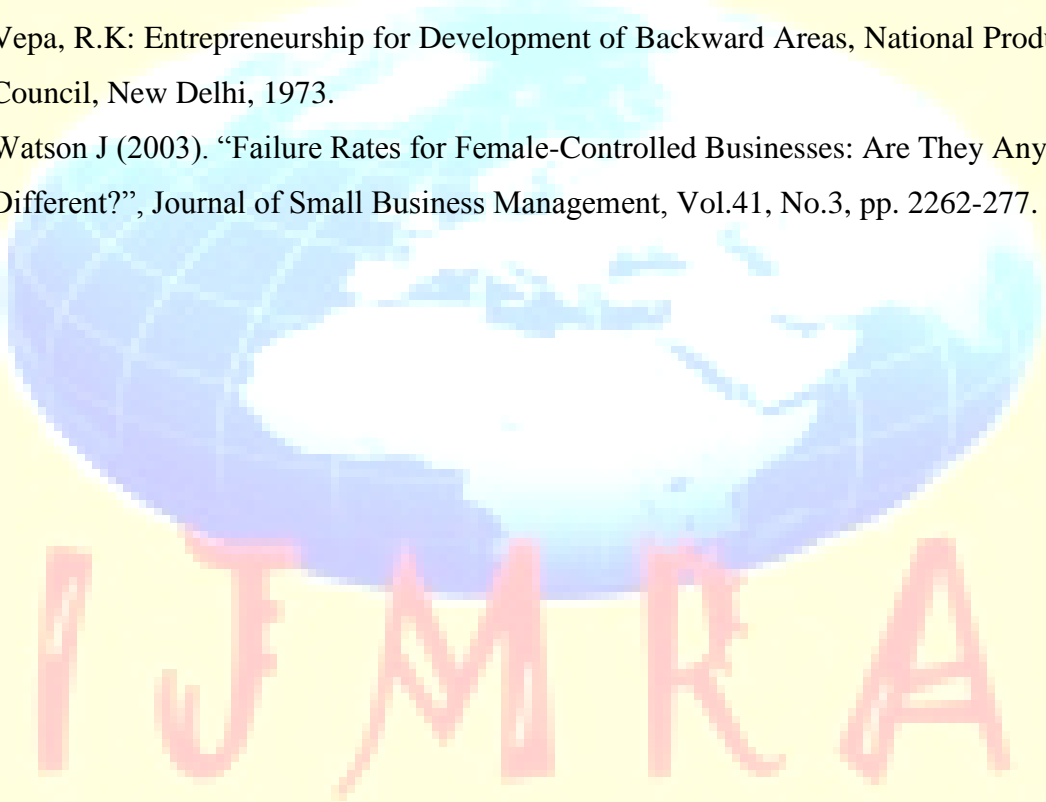 Vepa, R.K: Entrepreneurship for Development of Backward Areas, National Produ
Council, New Delhi, 1973.
Watson J (2003). “Failure Rates for Female-Controlled Businesses: Are They Any
Different?”, Journal of Small Business Management, Vol.41, No.3, pp. 2262-277.
IJMRA